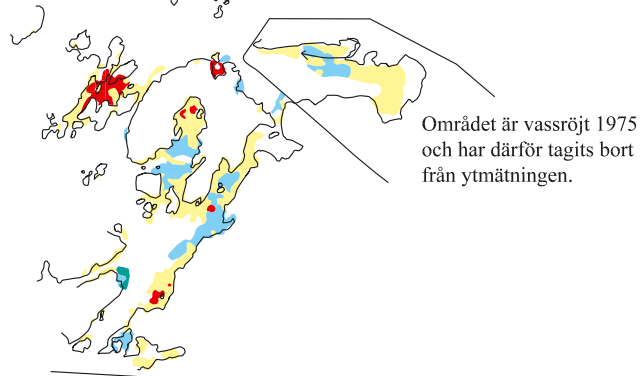 Området är vassröjt 1975
och har därför tagits bort
från ytmätningen.